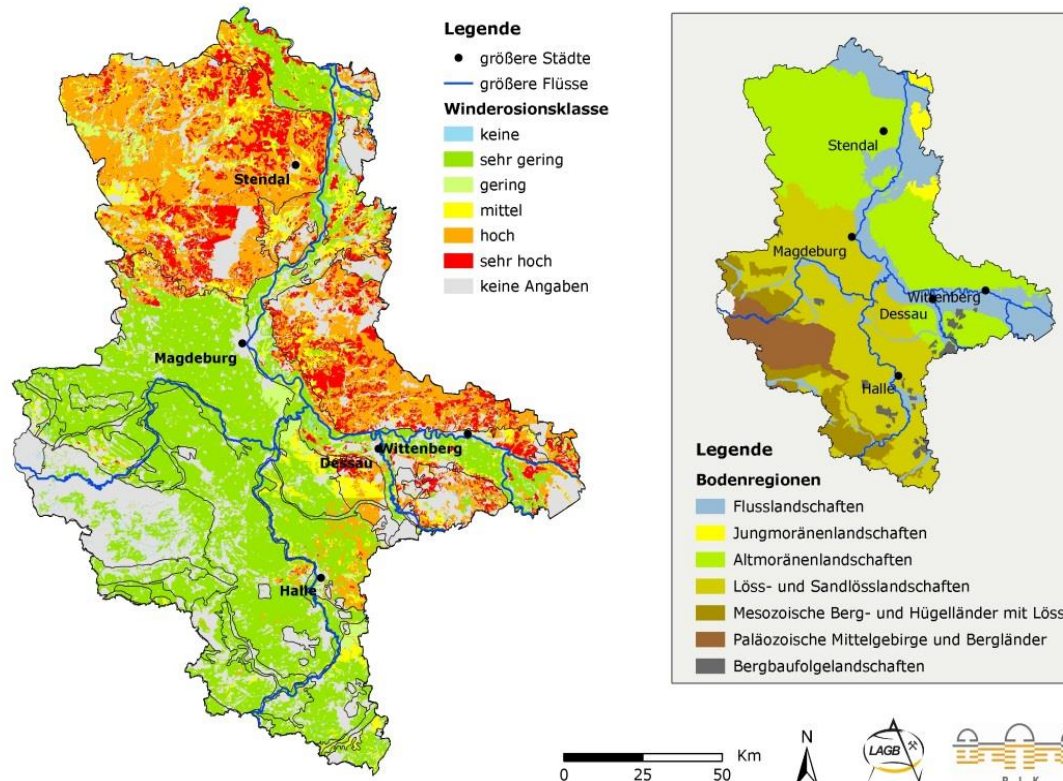 Legende
größere Städte
größere Flüsse
Winderosionsklasse
keine
sehr gering
gering
mittel
hoch
sehr hoch
keine Angaben
Stendal
Magdeburg
Wittenberg
Dessau
Halle
Stendal
Magdeburg
Wittenberg
Dessau
Halle
Legende
Bodenregionen
Flusslandschaften
Jungmoränenlandschaften
Altmoränenlandschaften
Löss- und Sandlösslandschaften
Mesozoische Berg- und Hügelländer mit Löss
Paläozoische Mittelgebirge und Bergländer
Bergbaufolgelandschaften
Km
0 25 50
N
LAGB
P I K